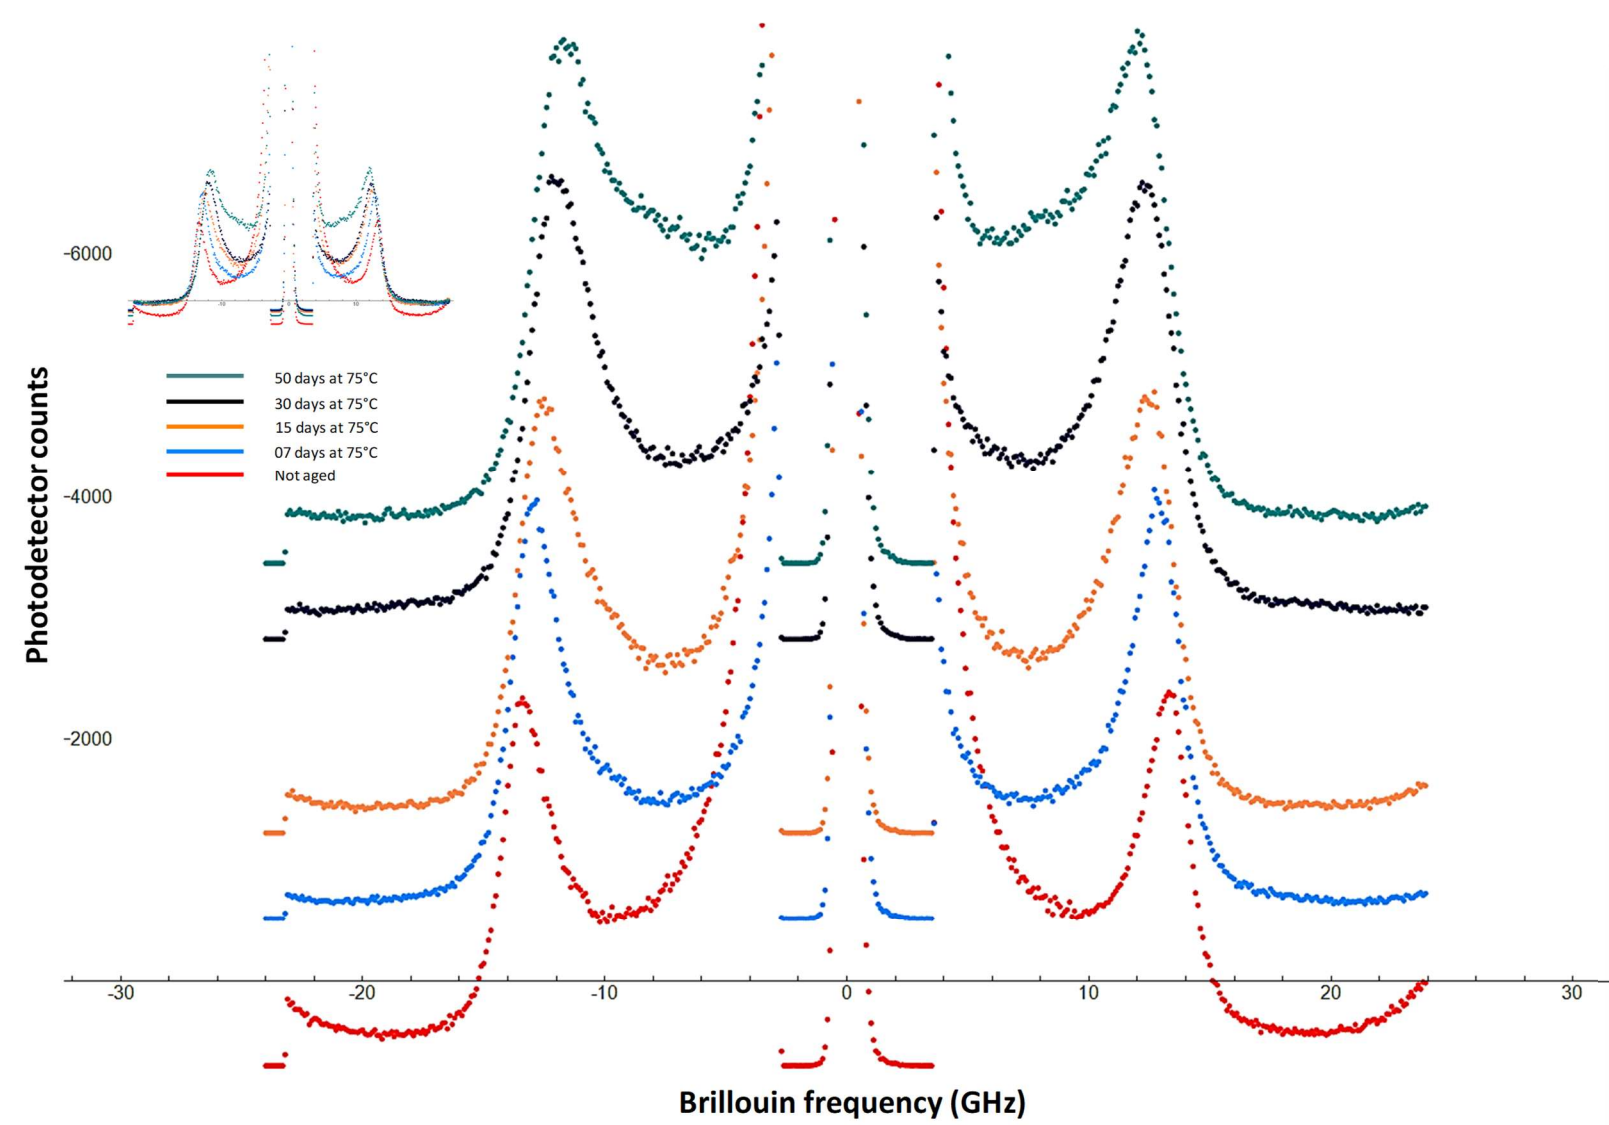 -6000
-4000
-2000
Photodetector counts
50 days at 75°C
30 days at 75°C
15 days at 75°C
07 days at 75°C
Not aged
-30 -20 -10 0 10 20 30
Brillouin frequency (GHz)